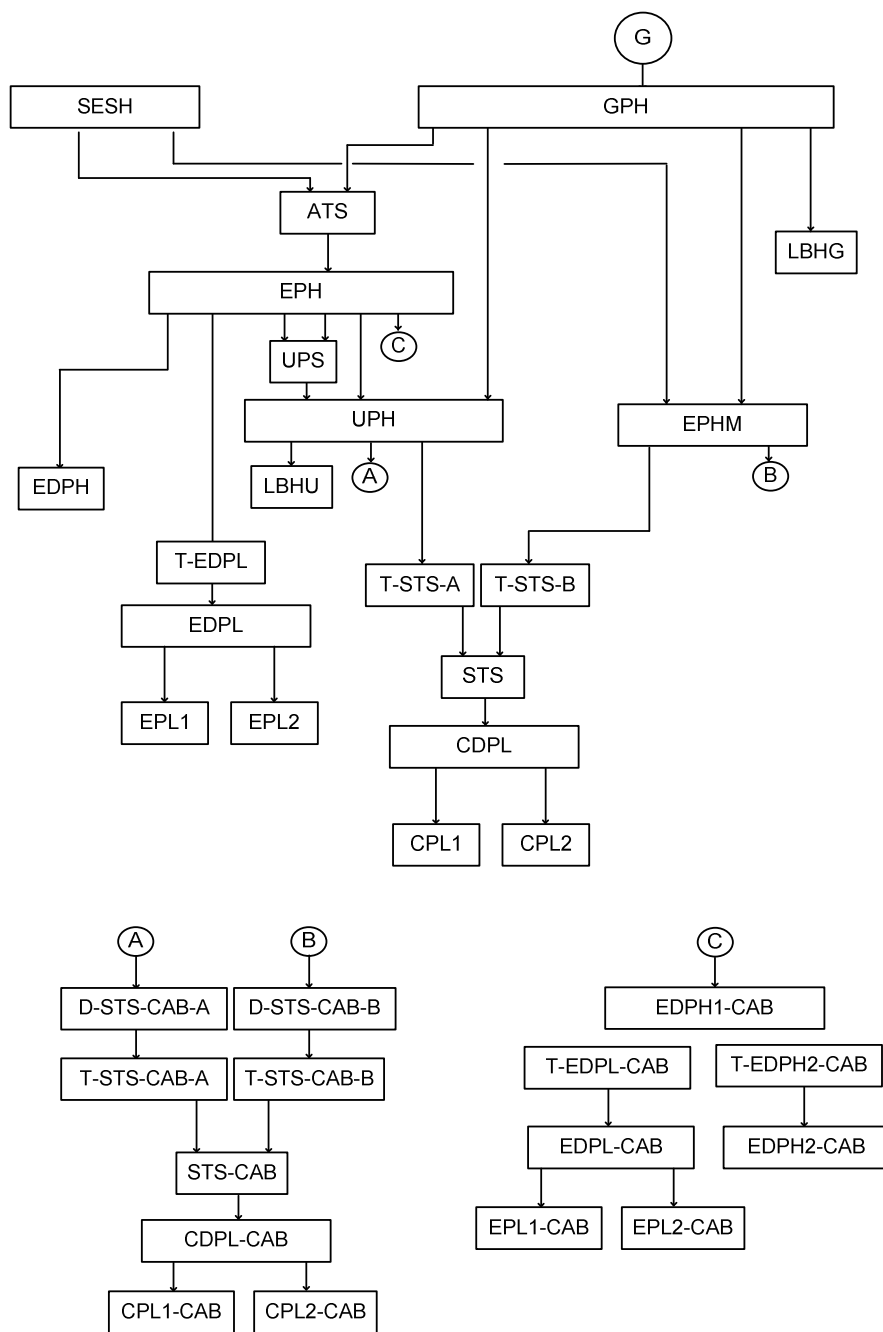 G
SESH
GPH
ATS
LBHG
EPH
C
UPS
UPH
EPHM
EDPH
LBHU
A
B
T-EDPL
T-STS-A
T-STS-B
EDPL
STS
EPL1
EPL2
CDPL
CPL1
CPL2
A
B
C
D-STS-CAB-A
D-STS-CAB-B
EDPH1-CAB
T-STS-CAB-A
T-STS-CAB-B
T-EDPL-CAB
T-EDPH2-CAB
STS-CAB
EDPL-CAB
EDPH2-CAB
CDPL-CAB
EPL1-CAB
EPL2-CAB
CPL1-CAB
CPL2-CAB